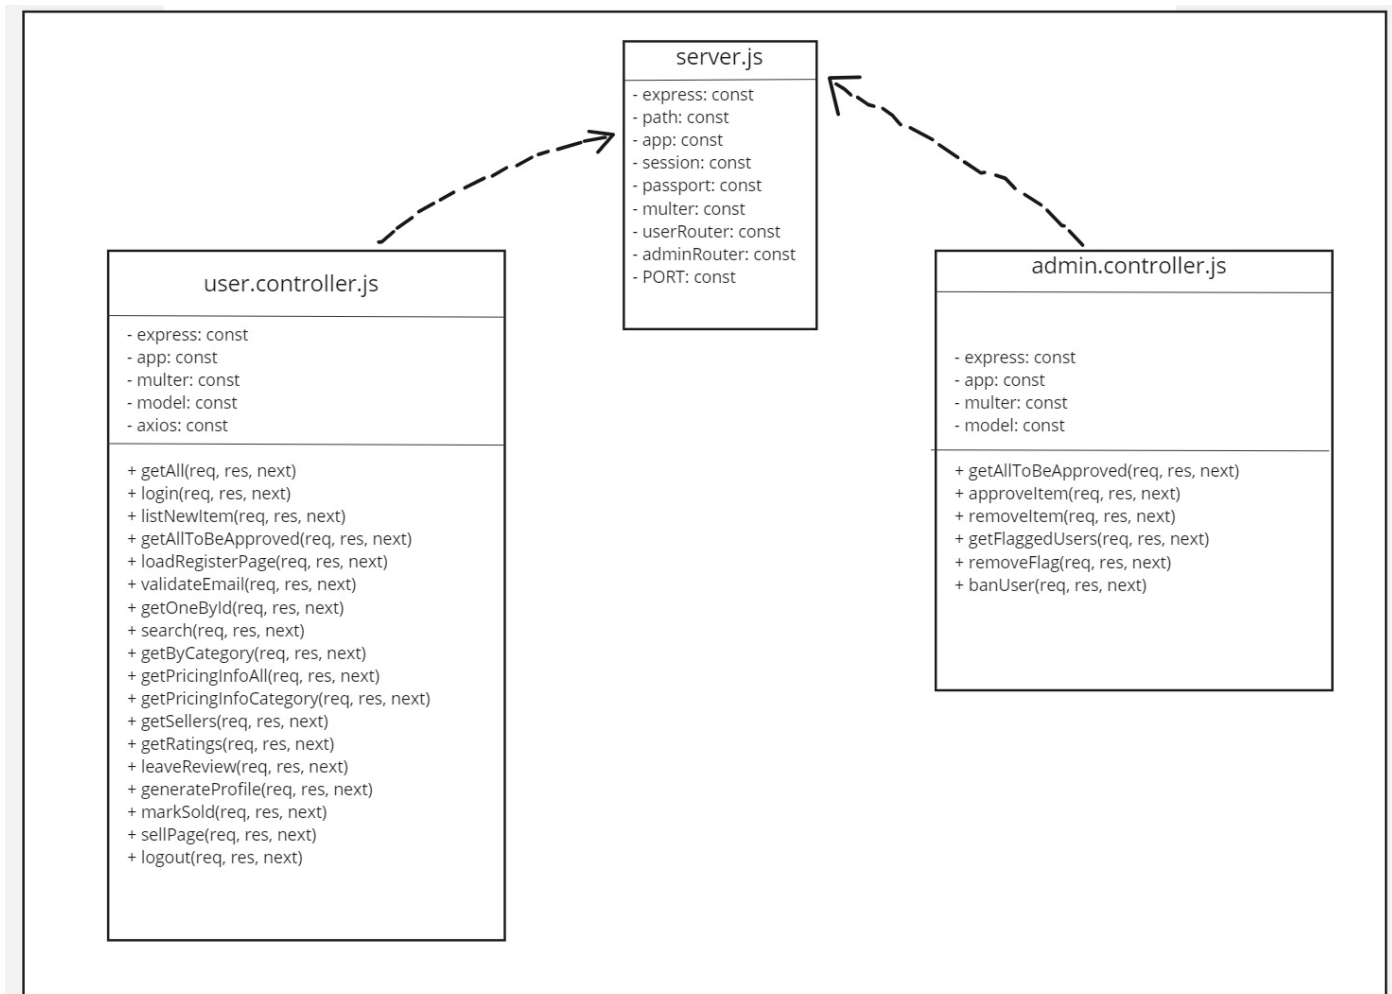 server.js
- express: const
- path: const
- app: const
- session: const
- passport: const
- multer: const
- userRouter: const
- adminRouter: const
- PORT: const
user.controller.js
- express: const
- app: const
- multer: const
- model: const
- axios: const
+ getAll(req, res, next)
+ login(req, res, next)
+ listNewItem(req, res, next)
+ getAllToBeApproved(req, res, next)
+ loadRegisterPage(req, res, next)
+ validateEmail(req, res, next)
+ getOneById(req, res, next)
+ search(req, res, next)
+ getByCategory(req, res, next)
+ getPricingInfoAll(req, res, next)
+ getPricingInfoCategory(req, res, next)
+ getSellers(req, res, next)
+ getRatings(req, res, next)
+ leaveReview(req, res, next)
+ generateProfile(req, res, next)
+ markSold(req, res, next)
+ sellPage(req, res, next)
+ logout(req, res, next)
admin.controller.js
- express: const
- app: const
- multer: const
- model: const
+ getAllToBeApproved(req, res, next)
+ approveItem(req, res, next)
+ removeItem(req, res, next)
+ getFlaggedUsers(req, res, next)
+ removeFlag(req, res, next)
+ banUser(req, res, next)